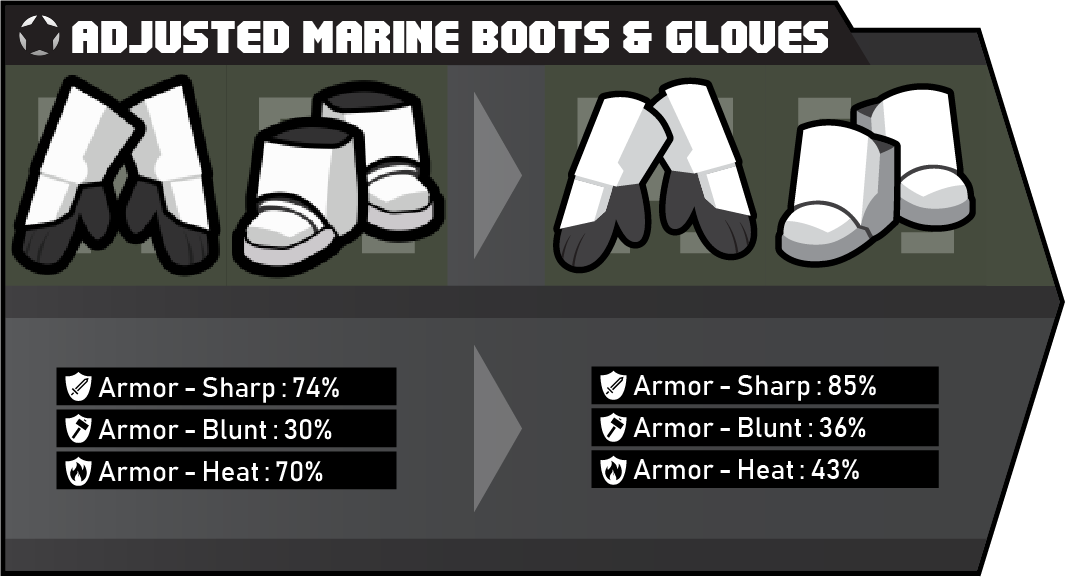 ADJUSTED MARINE BOOTS & GLOVES
Armor - Sharp : 74%
Armor - Blunt : 30%
Armor - Heat : 70%
Armor - Sharp : 85%
Armor - Blunt : 36%
Armor - Heat : 43%